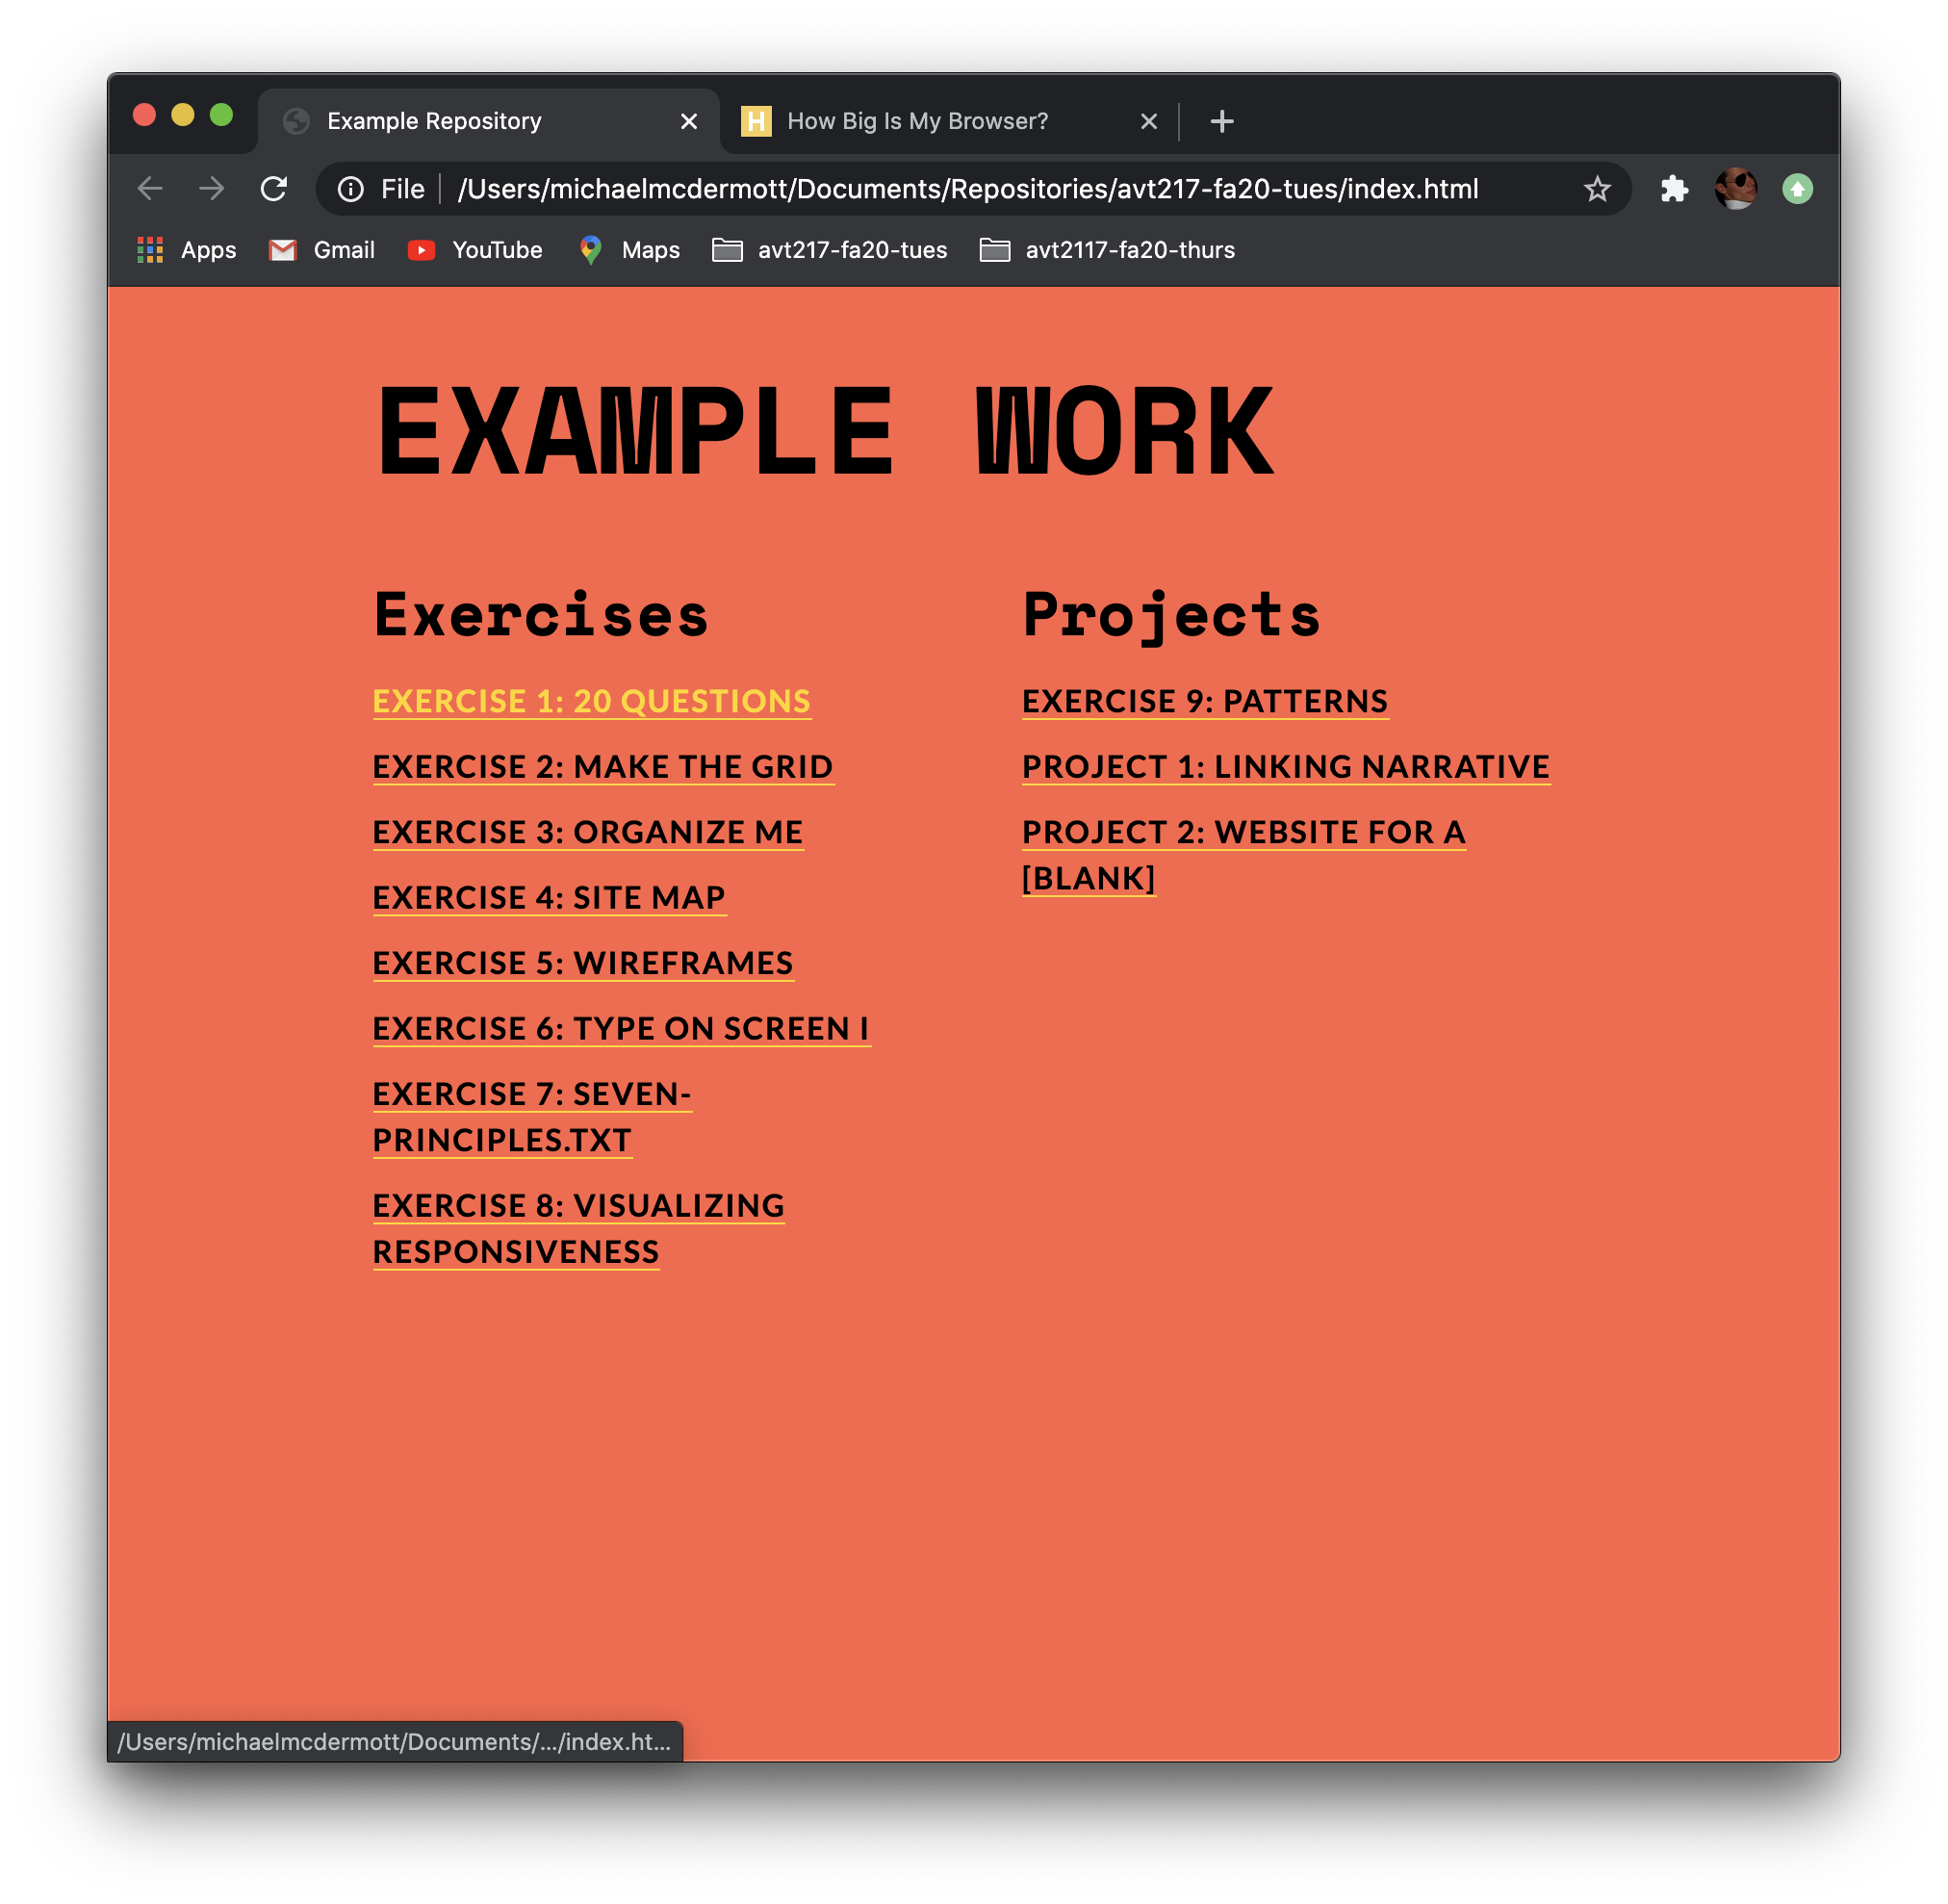 Example Repository
H How Big Is My Browser?
File /Users/michaelmcdermott/Documents/Repositories/avt217-fa20-tues/index.html
Apps Gmail YouTube Maps avt217-fa20-tues avt2117-fa20-thurs
EXAMPLE WORK
Exercises
EXERCISE 1: 20 QUESTIONS
EXERCISE 2: MAKE THE GRID
EXERCISE 3: ORGANIZE ME
EXERCISE 4: SITE MAP
EXERCISE 5: WIREFRAMES
EXERCISE 6: TYPE ON SCREEN I
EXERCISE 7: SEVEN-
PRINCIPLES.TXT
EXERCISE 8: VISUALIZING
RESPONSIVENESS
Projects
EXERCISE 9: PATTERNS
PROJECT 1: LINKING NARRATIVE
PROJECT 2: WEBSITE FOR A
[BLANK]
/Users/michaelmcdermott/Documents/.../index.ht...